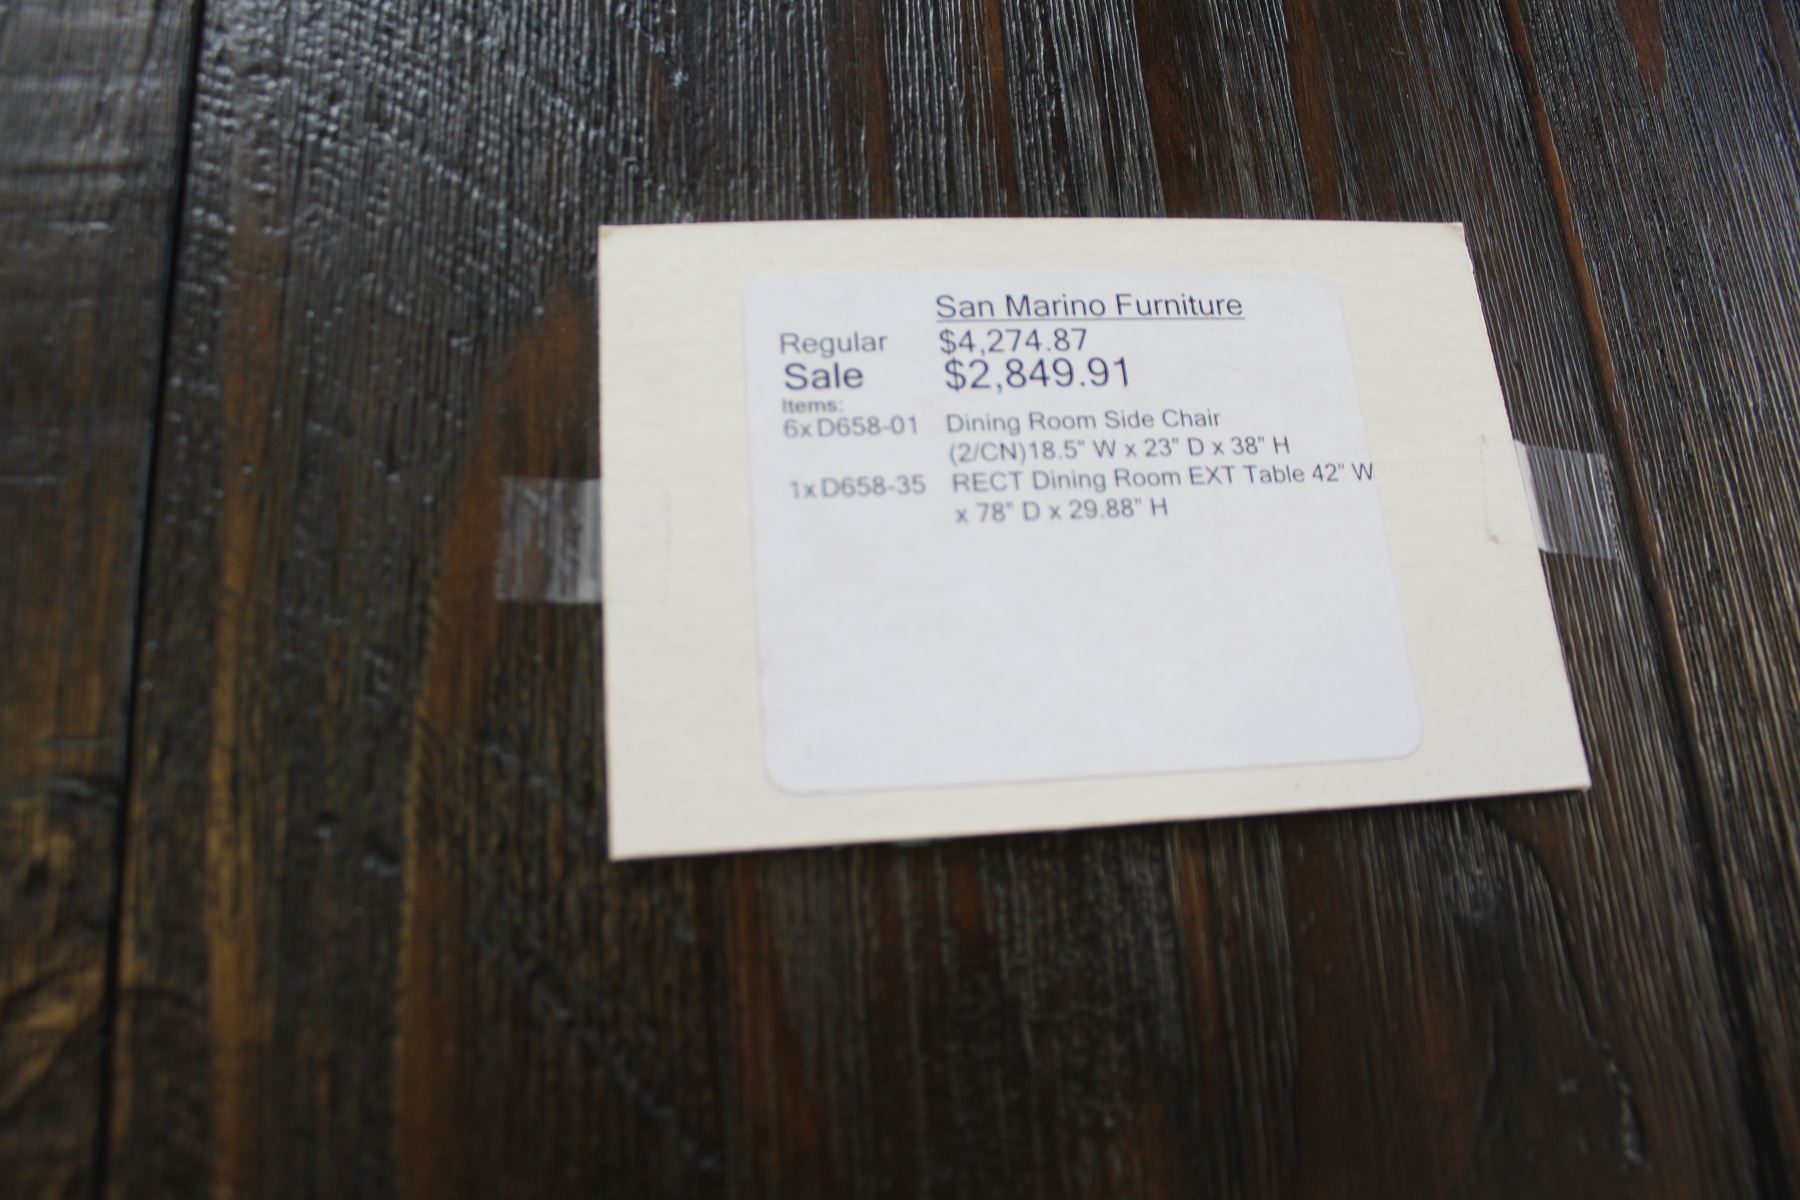 San Marino Furniture
Regular $4,274.87
Sale $2,849.91
Items:
6x D658-01 Dining Room Side Chair
(2/CN)18.5" W x 23" D x 38" H
1x D658-35 RECT Dining Room EXT Table 42" W
x 78" D x 29.88" H